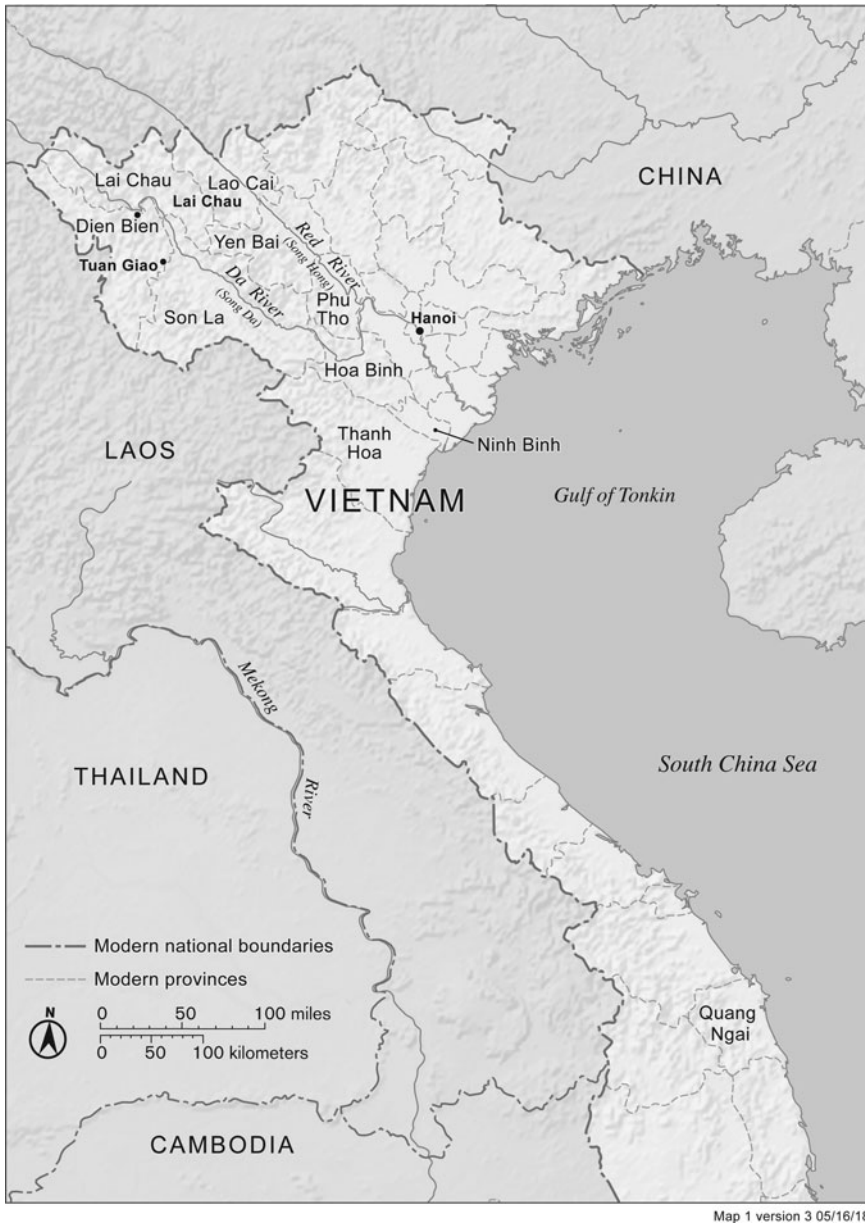 CHINA
Lai Chau
Lao Cai
Lai Chau
Dien Bien
Yen Bai
Red River
(Song Hong)
Tuan Giao
Da River
(Song Da)
Phu
Tho
Hanoi
Son La
Hoa Binh
Thanh
Hoa
Ninh Binh
LAOS
VIETNAM
Gulf of Tonkin
Mekong
River
THAILAND
South China Sea
Modern national boundaries
Modern provinces
N
0 50 100 miles
0 50 100 kilometers
Quang
Ngai
CAMBODIA
Map 1 version 3 05/16/18